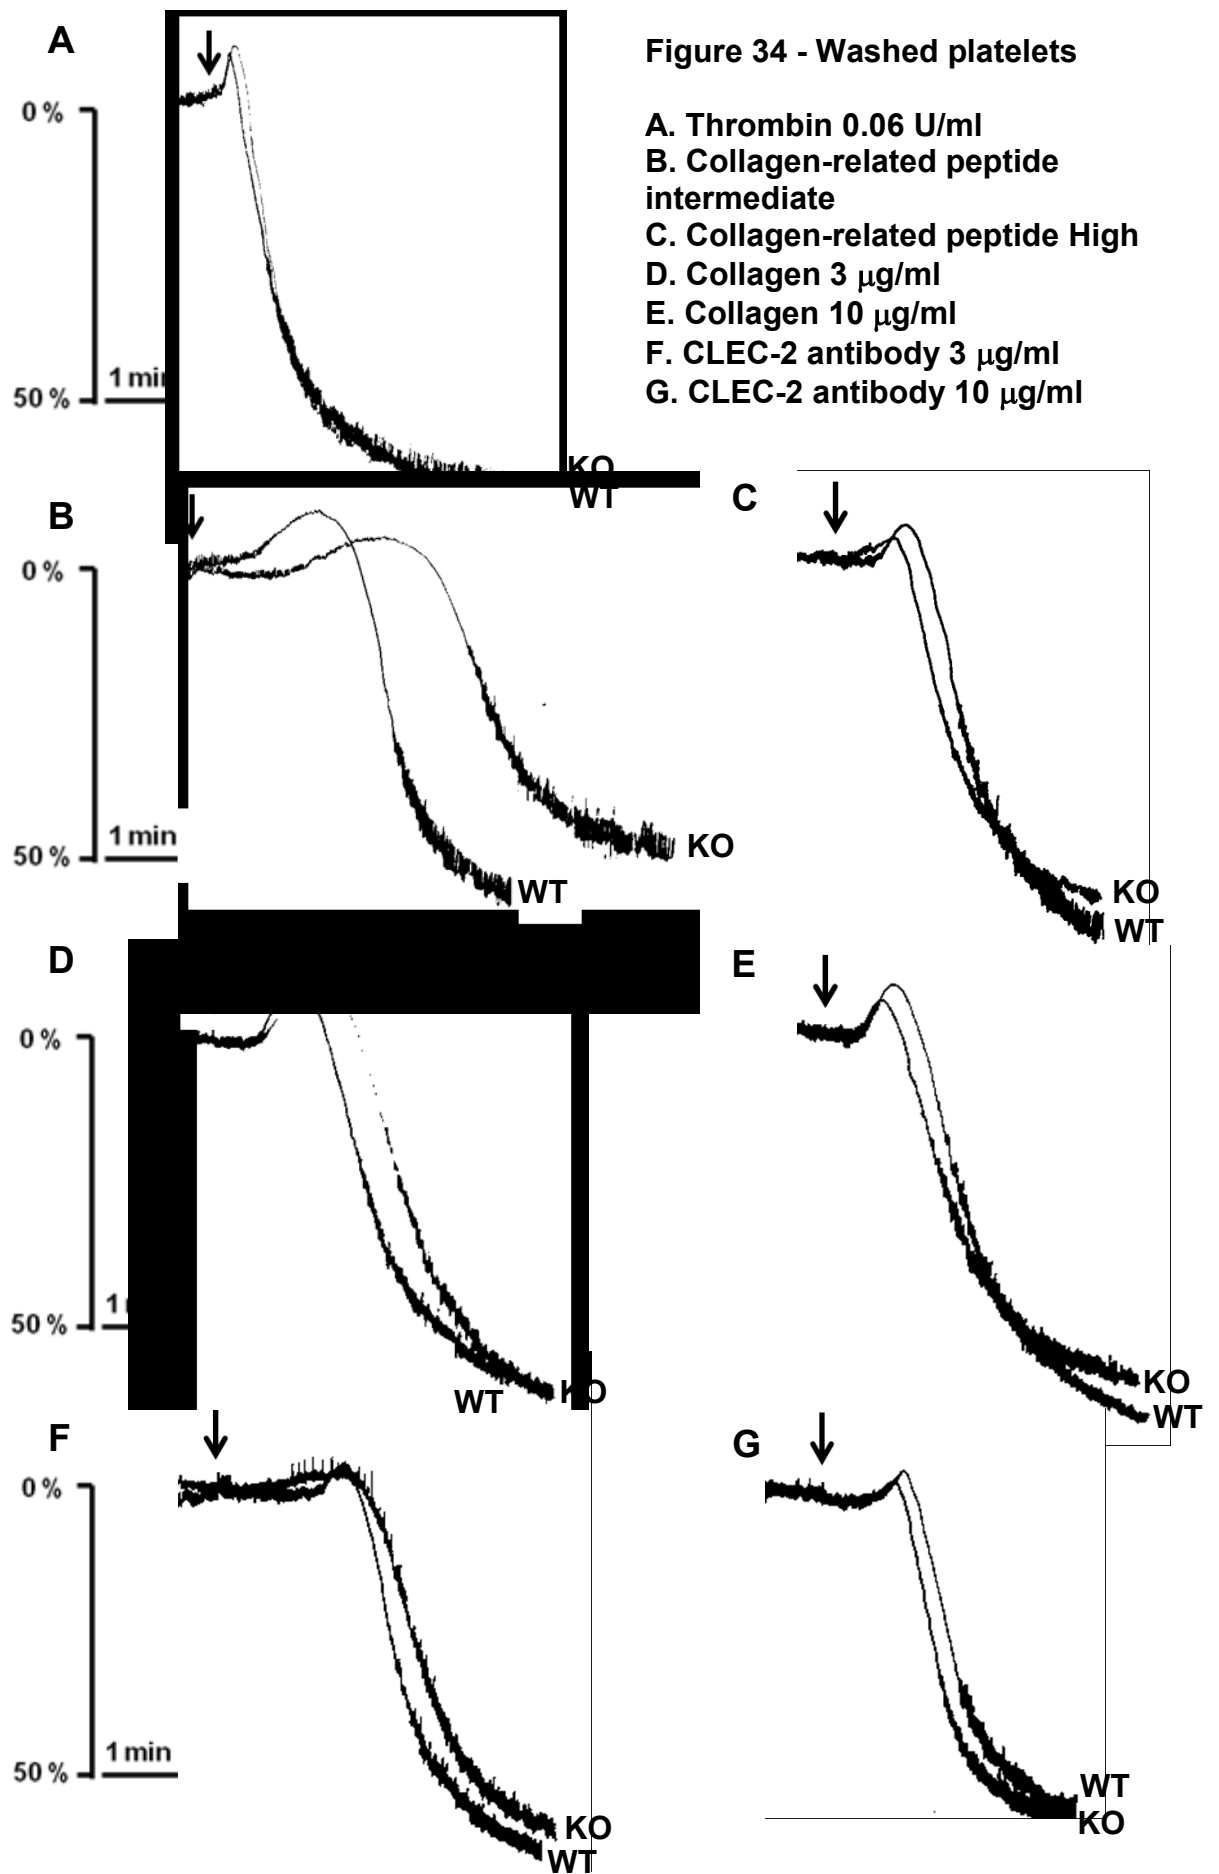 A
Figure 34 - Washed platelets
A. Thrombin 0.06 U/ml
B. Collagen-related peptide
intermediate
C. Collagen-related peptide High
D. Collagen 3 μg/ml
E. Collagen 10 μg/ml
F. CLEC-2 antibody 3 μg/ml
G. CLEC-2 antibody 10 μg/ml
0 %
1 min
50 %
KO
WT
B
0 %
1 min
50 %
KO
WT
C
KO
WT
D
0 %
50 %
WT
KO
E
KO
WT
F
0 %
1 min
50 %
KO
WT
G
WT
KO